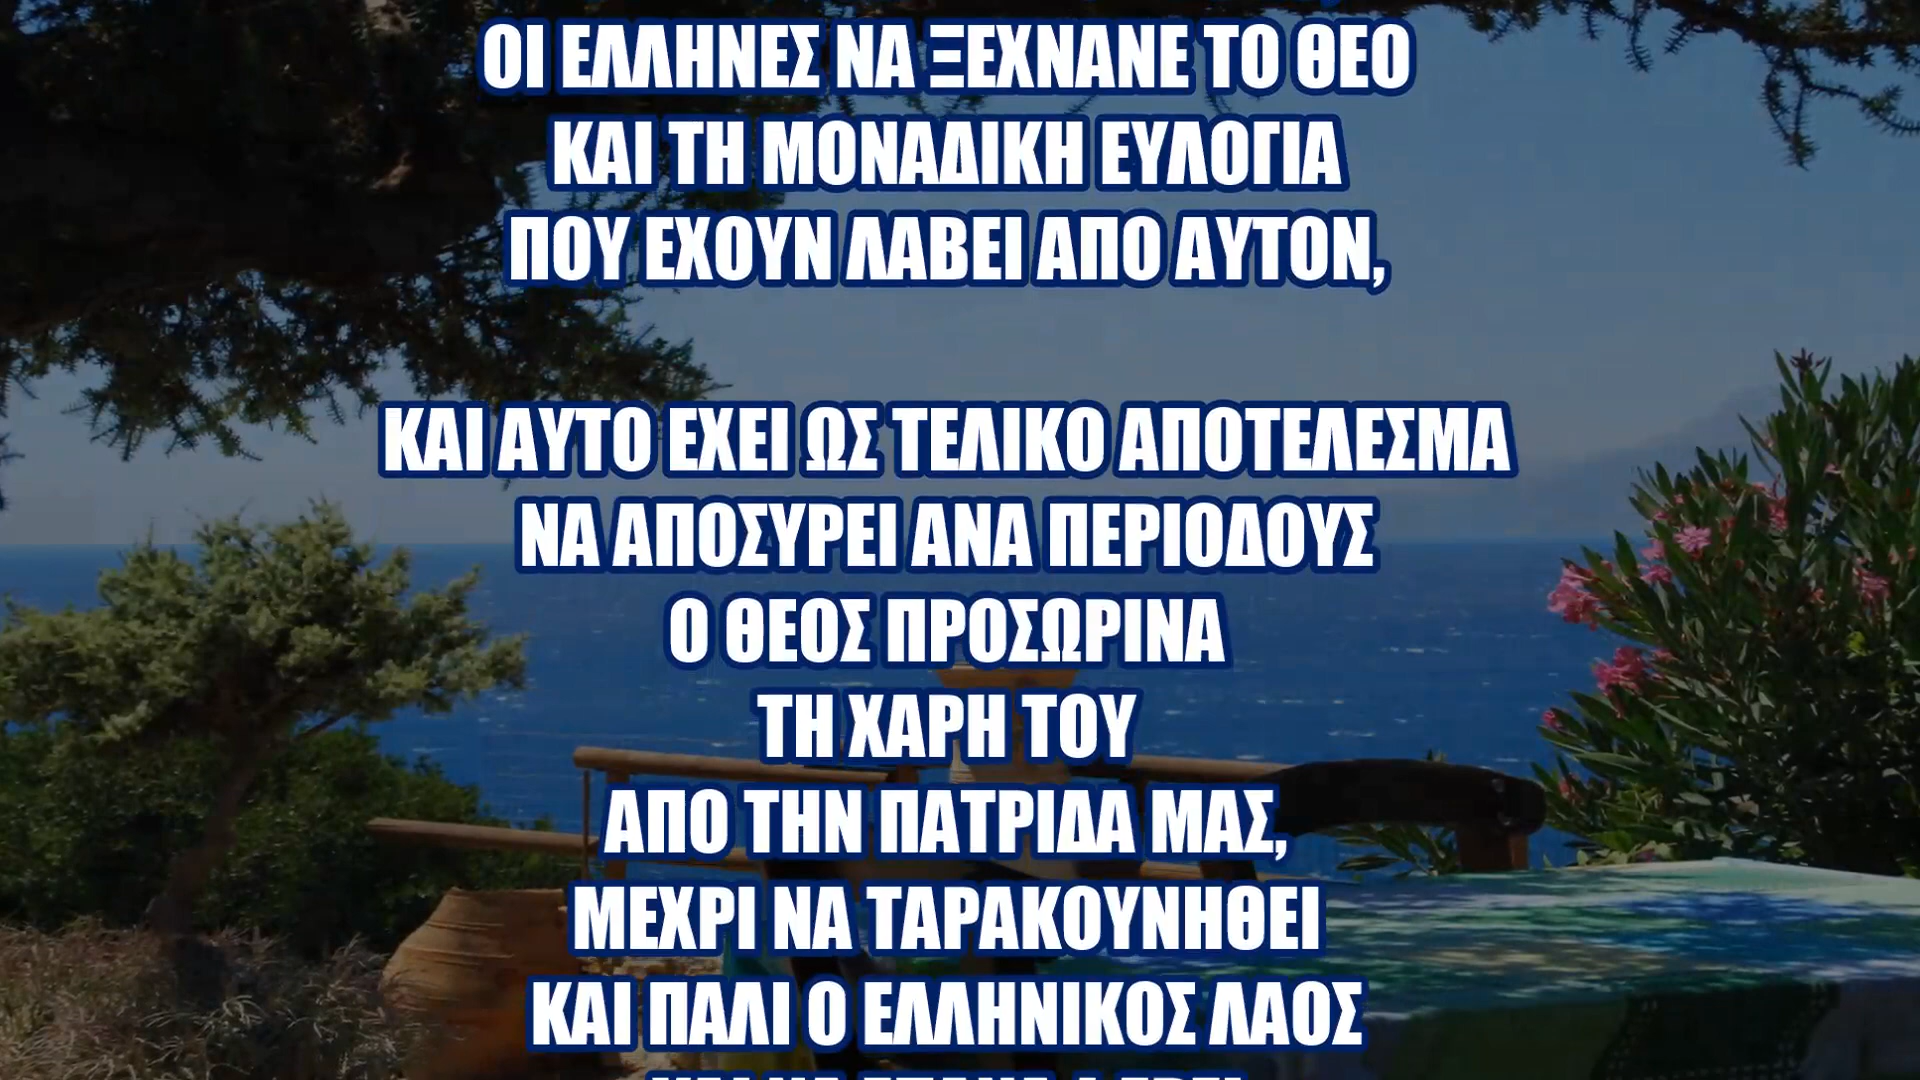 ΟΙ ΕΛΛΗΝΕΣ ΝΑ ΞΕΧΝΑΝΕ ΤΟ ΘΕΟ
ΚΑΙ ΤΗ ΜΟΝΑΔΙΚΗ ΕΥΛΟΓΙΑ
ΠΟΥ ΕΧΟΥΝ ΛΑΒΕΙ ΑΠΟ ΑΥΤΟΝ,
ΚΑΙ ΑΥΤΟ ΕΧΕΙ ΩΣ ΤΕΛΙΚΟ ΑΠΟΤΕΛΕΣΜΑ
ΝΑ ΑΠΟΣΥΡΕΙ ΑΝΑ ΠΕΡΙΟΔΟΥΣ
Ο ΘΕΟΣ ΠΡΟΣΩΡΙΝΑ
ΤΗ ΧΑΡΗ ΤΟΥ
ΑΠΟ ΤΗΝ ΠΑΤΡΙΔΑ ΜΑΣ,
ΜΕΧΡΙ ΝΑ ΤΑΡΑΚΟΥΝΗΘΕΙ
ΚΑΙ ΠΑΛΙ Ο ΕΛΛΗΝΙΚΟΣ ΛΑΟΣ